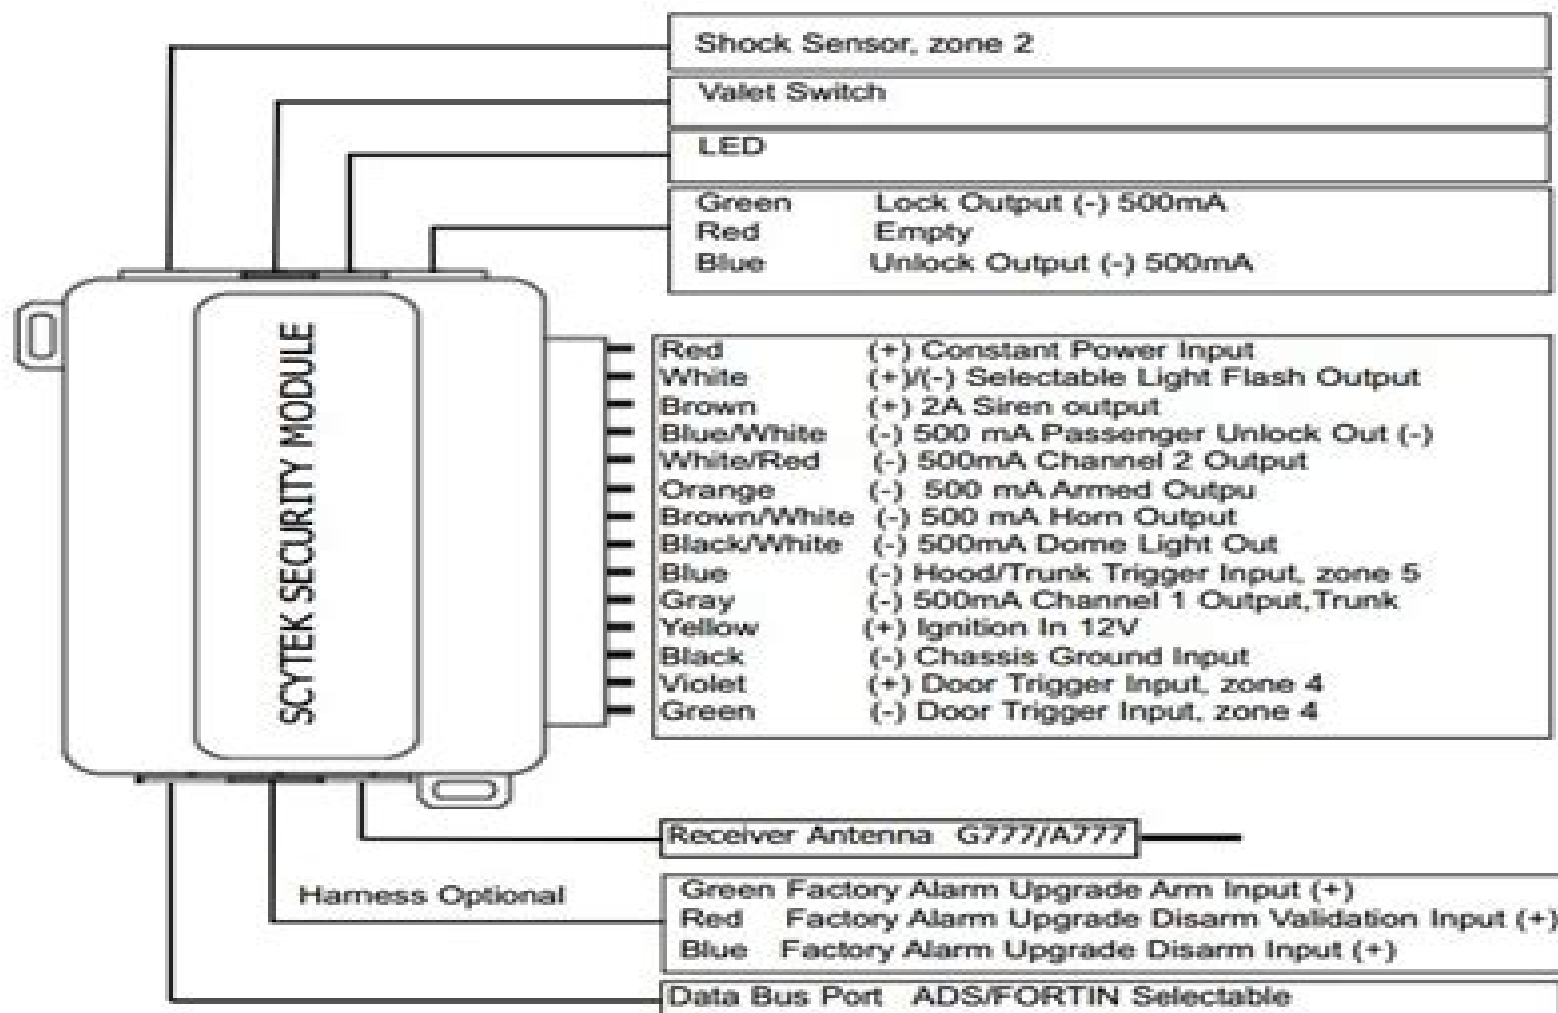 Shock Sensor, zone 2
Valet Switch
LED
Green Lock Output (-) 500mA
Red Empty
Blue Unlock Output (-) 500mA
SCYTEK SECURITY MODULE
Red (+) Constant Power Input
White (+)/(-) Selectable Light Flash Output
Brown (+) 2A Siren output
Blue/White (-) 500 mA Passenger Unlock Out (-)
White/Red (-) 500mA Channel 2 Output
Orange (-) 500 mA Armed Outpu
Brown/White (-) 500 mA Horn Output
Black/White (-) 500mA Dome Light Out
Blue (-) Hood/Trunk Trigger Input, zone 5
Gray (-) 500mA Channel 1 Output,Trunk
Yellow (+) Ignition In 12V
Black (-) Chassis Ground Input
Violet (+) Door Trigger Input, zone 4
Green (-) Door Trigger Input, zone 4
Receiver Antenna G777/A777
Harness Optional
Green Factory Alarm Upgrade Arm Input (+)
Red Factory Alarm Upgrade Disarm Validation Input (+)
Blue Factory Alarm Upgrade Disarm Input (+)
Data Bus Port ADS/FORTIN Selectable